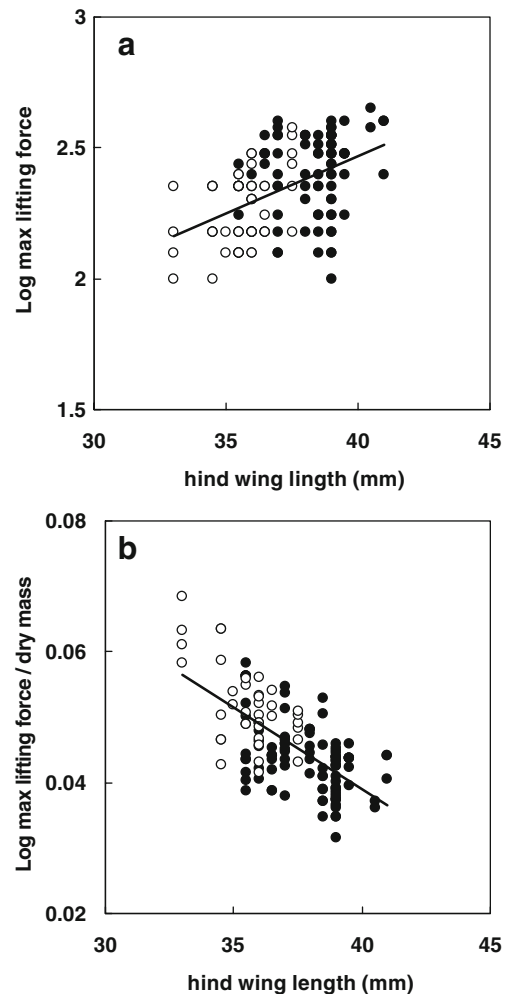 3
a
2.5
Log max lifting force
2
1.5
30 35 40 45
hind wing lingth (mm)
0.08
b
0.06
Log max lifting force / dry mass
0.04
0.02
30 35 40 45
hind wing length (mm)